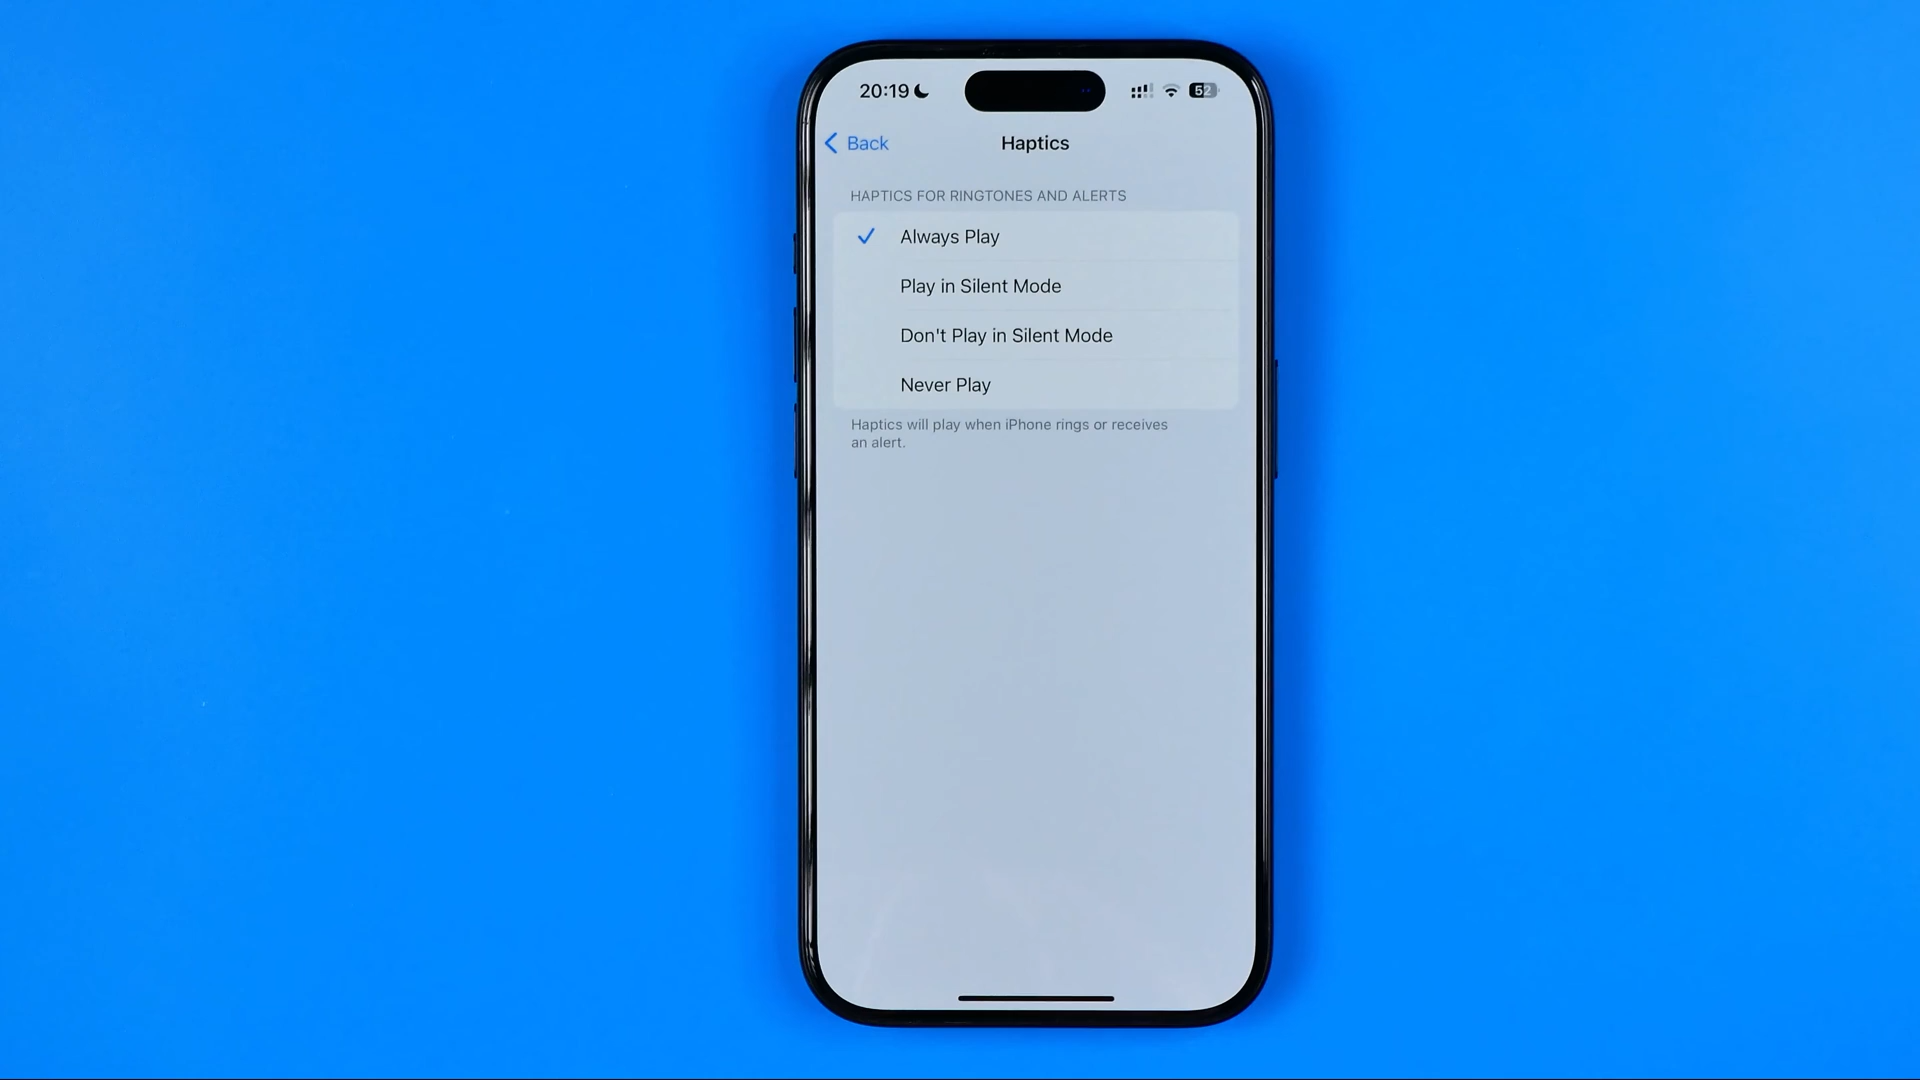 20:19
52
Back
Haptics
HAPTICS FOR RINGTONES AND ALERTS
Always Play
Play in Silent Mode
Don't Play in Silent Mode
Never Play
Haptics will play when iPhone rings or receives
an alert.